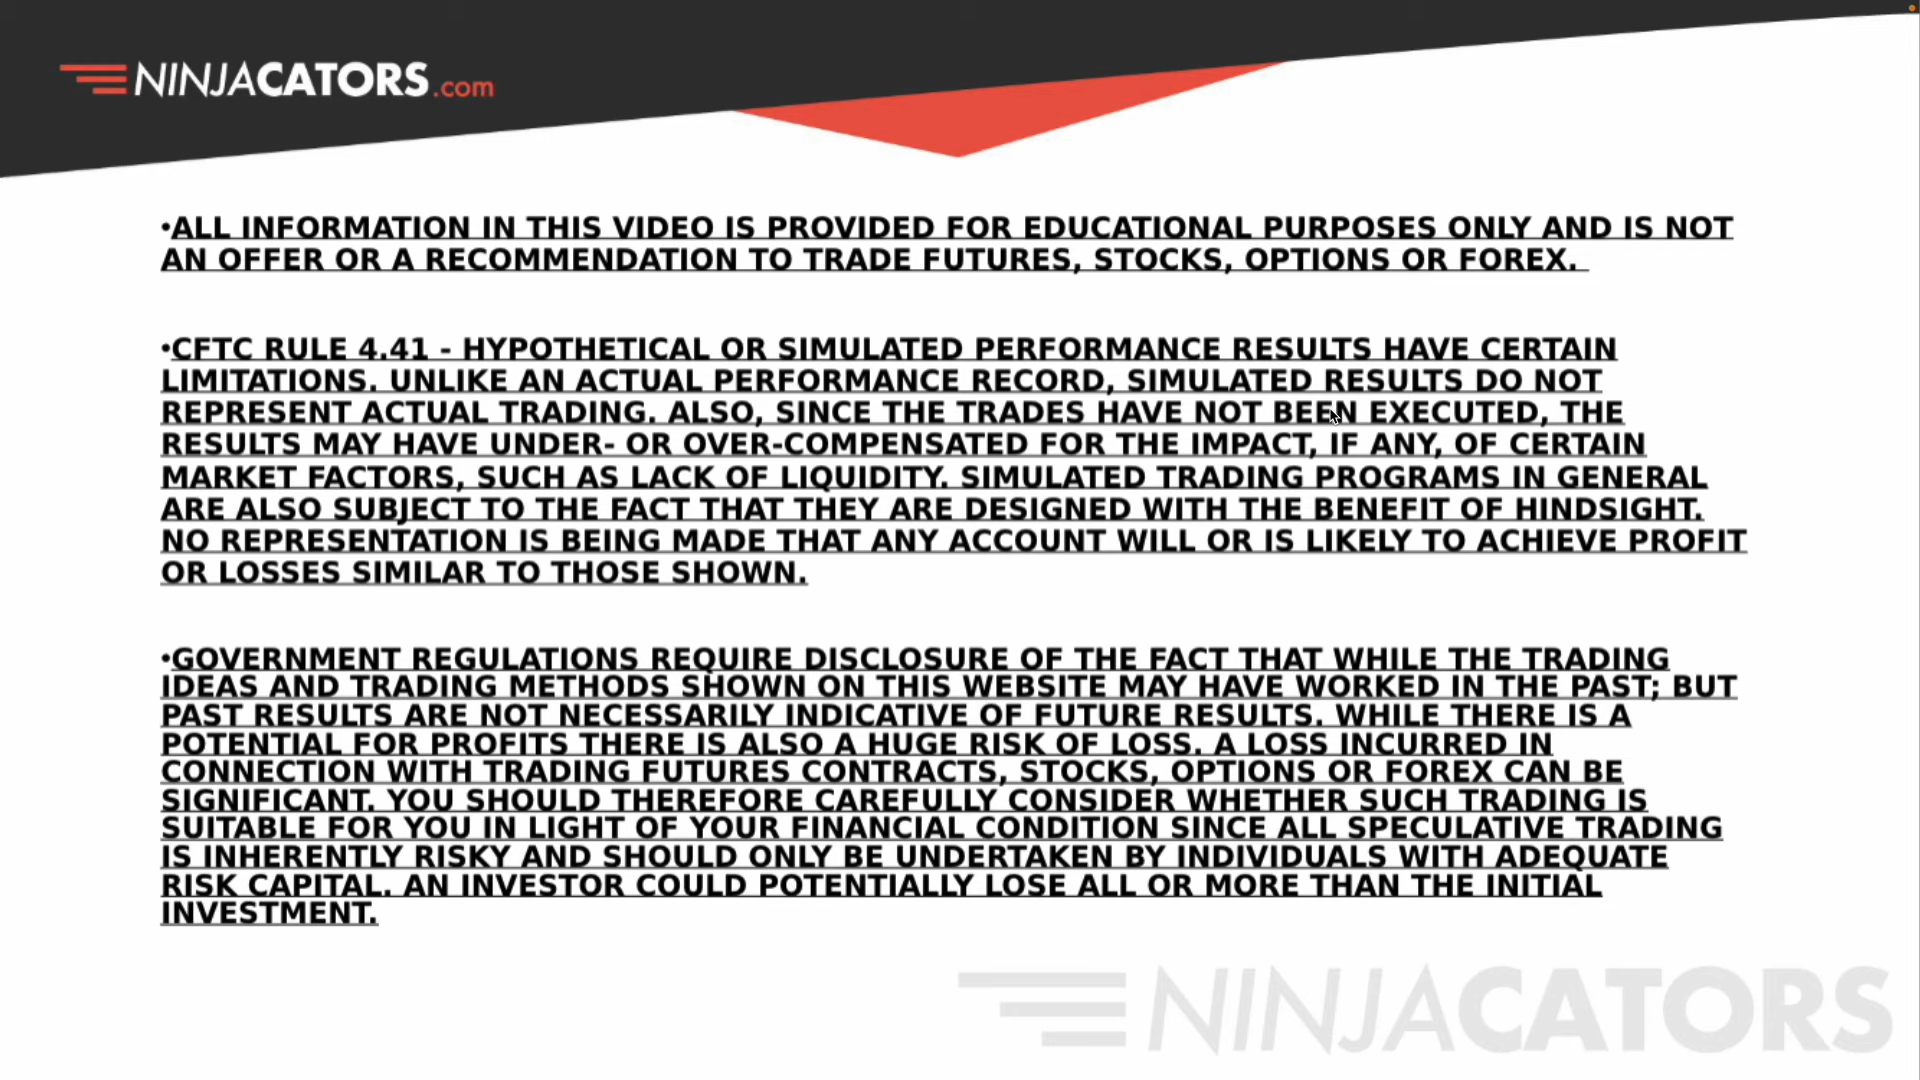 NINJACATORS.com
•ALL INFORMATION IN THIS VIDEO IS PROVIDED FOR EDUCATIONAL PURPOSES ONLY AND IS NOT
AN OFFER OR A RECOMMENDATION TO TRADE FUTURES, STOCKS, OPTIONS OR FOREX.
•CFTC RULE 4.41 - HYPOTHETICAL OR SIMULATED PERFORMANCE RESULTS HAVE CERTAIN
LIMITATIONS. UNLIKE AN ACTUAL PERFORMANCE RECORD, SIMULATED RESULTS DO NOT
REPRESENT ACTUAL TRADING. ALSO, SINCE THE TRADES HAVE NOT BEEN EXECUTED, THE
RESULTS MAY HAVE UNDER- OR OVER-COMPENSATED FOR THE IMPACT, IF ANY, OF CERTAIN
MARKET FACTORS, SUCH AS LACK OF LIQUIDITY. SIMULATED TRADING PROGRAMS IN GENERAL
ARE ALSO SUBJECT TO THE FACT THAT THEY ARE DESIGNED WITH THE BENEFIT OF HINDSIGHT.
NO REPRESENTATION IS BEING MADE THAT ANY ACCOUNT WILL OR IS LIKELY TO ACHIEVE PROFIT
OR LOSSES SIMILAR TO THOSE SHOWN.
•GOVERNMENT REGULATIONS REQUIRE DISCLOSURE OF THE FACT THAT WHILE THE TRADING
IDEAS AND TRADING METHODS SHOWN ON THIS WEBSITE MAY HAVE WORKED IN THE PAST; BUT
PAST RESULTS ARE NOT NECESSARILY INDICATIVE OF FUTURE RESULTS. WHILE THERE IS A
POTENTIAL FOR PROFITS THERE IS ALSO A HUGE RISK OF LOSS. A LOSS INCURRED IN
CONNECTION WITH TRADING FUTURES CONTRACTS, STOCKS, OPTIONS OR FOREX CAN BE
SIGNIFICANT. YOU SHOULD THEREFORE CAREFULLY CONSIDER WHETHER SUCH TRADING IS
SUITABLE FOR YOU IN LIGHT OF YOUR FINANCIAL CONDITION SINCE ALL SPECULATIVE TRADING
IS INHERENTLY RISKY AND SHOULD ONLY BE UNDERTAKEN BY INDIVIDUALS WITH ADEQUATE
RISK CAPITAL. AN INVESTOR COULD POTENTIALLY LOSE ALL OR MORE THAN THE INITIAL
INVESTMENT.
NINJACATORS